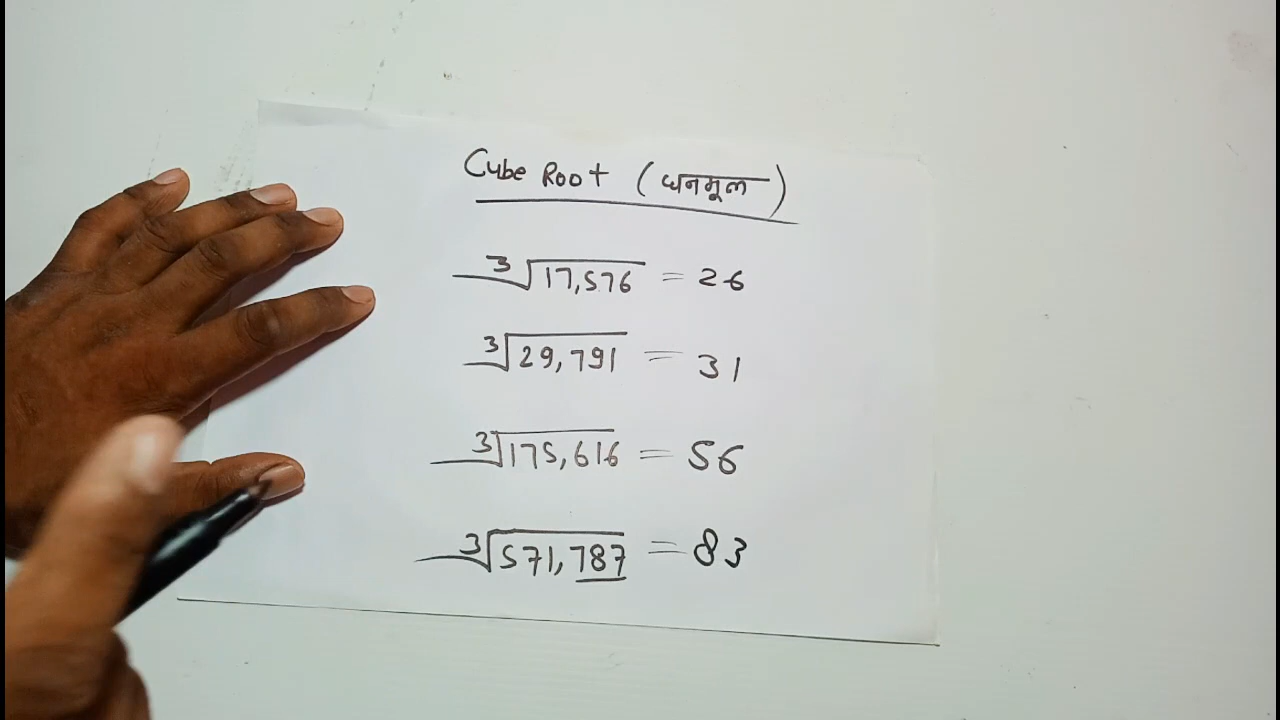 Cube Root (घनमूल)
∛17,576 = 26
∛29,791 = 31
∛175,616 = 56
∛571,787 = 83